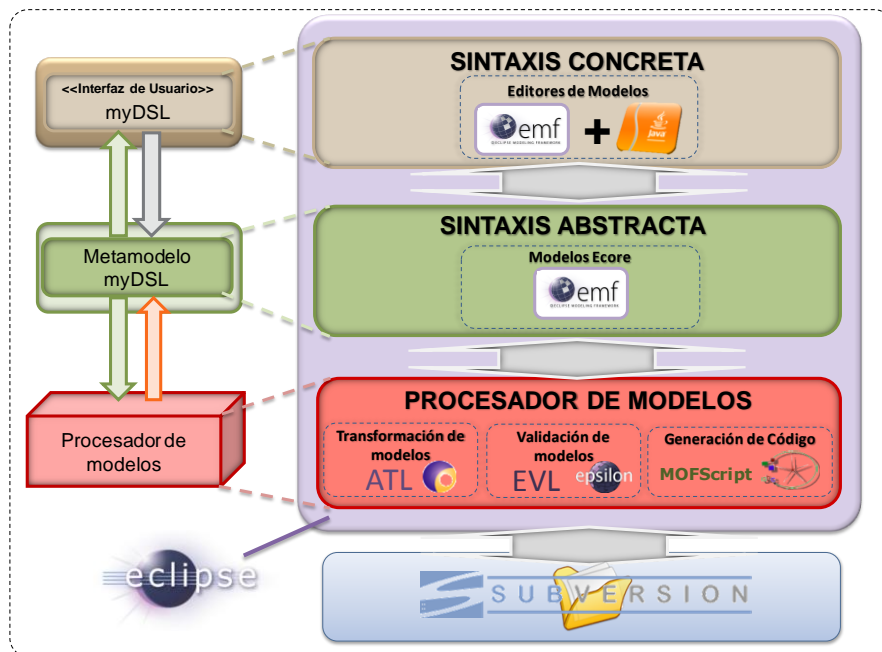 <<Interfaz de Usuario>>
myDSL
Metamodelo
myDSL
Procesador de
modelos
eclipse
SINTAXIS CONCRETA
Editores de Modelos
emf
ECLIPSE MODELING FRAMEWORK
+
Java
SINTAXIS ABSTRACTA
Modelos Ecore
emf
ECLIPSE MODELING FRAMEWORK
PROCESADOR DE MODELOS
Transformación de
modelos
ATL
Validación de
modelos
EVL
epsilon
Generación de Código
MOFScript
SUBVERSION